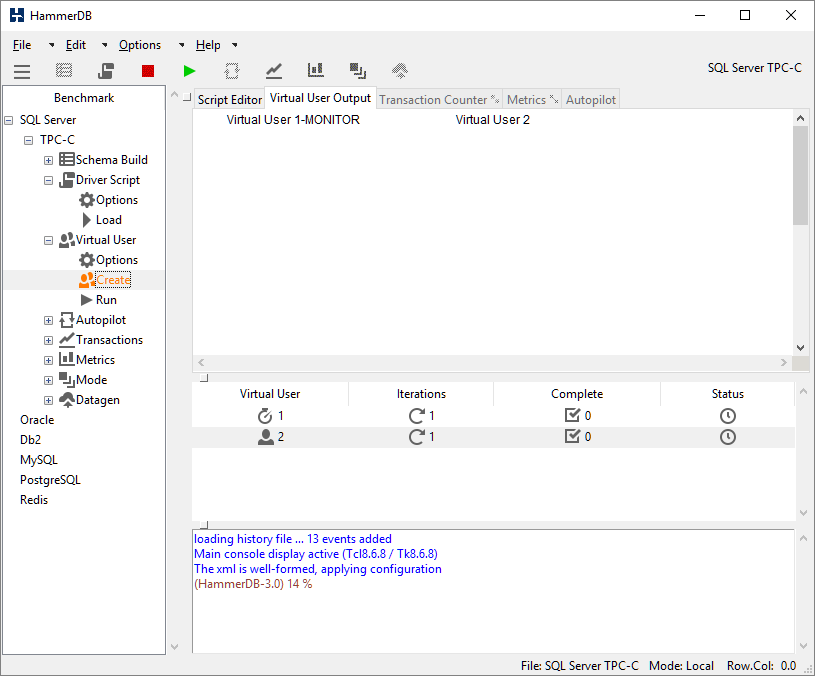 HammerDB
File Edit Options Help
SQL Server TPC-C
Benchmark
SQL Server
TPC-C
Schema Build
Driver Script
Options
Load
Virtual User
Options
Create
Run
Autopilot
Transactions
Metrics
Mode
Datagen
Oracle
Db2
MySQL
PostgreSQL
Redis
Script Editor Virtual User Output Transaction Counter Metrics Autopilot
Virtual User 1-MONITOR Virtual User 2
Virtual User Iterations Complete Status
1 1 0
2 1 0
loading history file ... 13 events added
Main console display active (Tcl8.6.8 / Tk8.6.8)
The xml is well-formed, applying configuration
(HammerDB-3.0) 14 %
File: SQL Server TPC-C Mode: Local Row.Col: 0.0